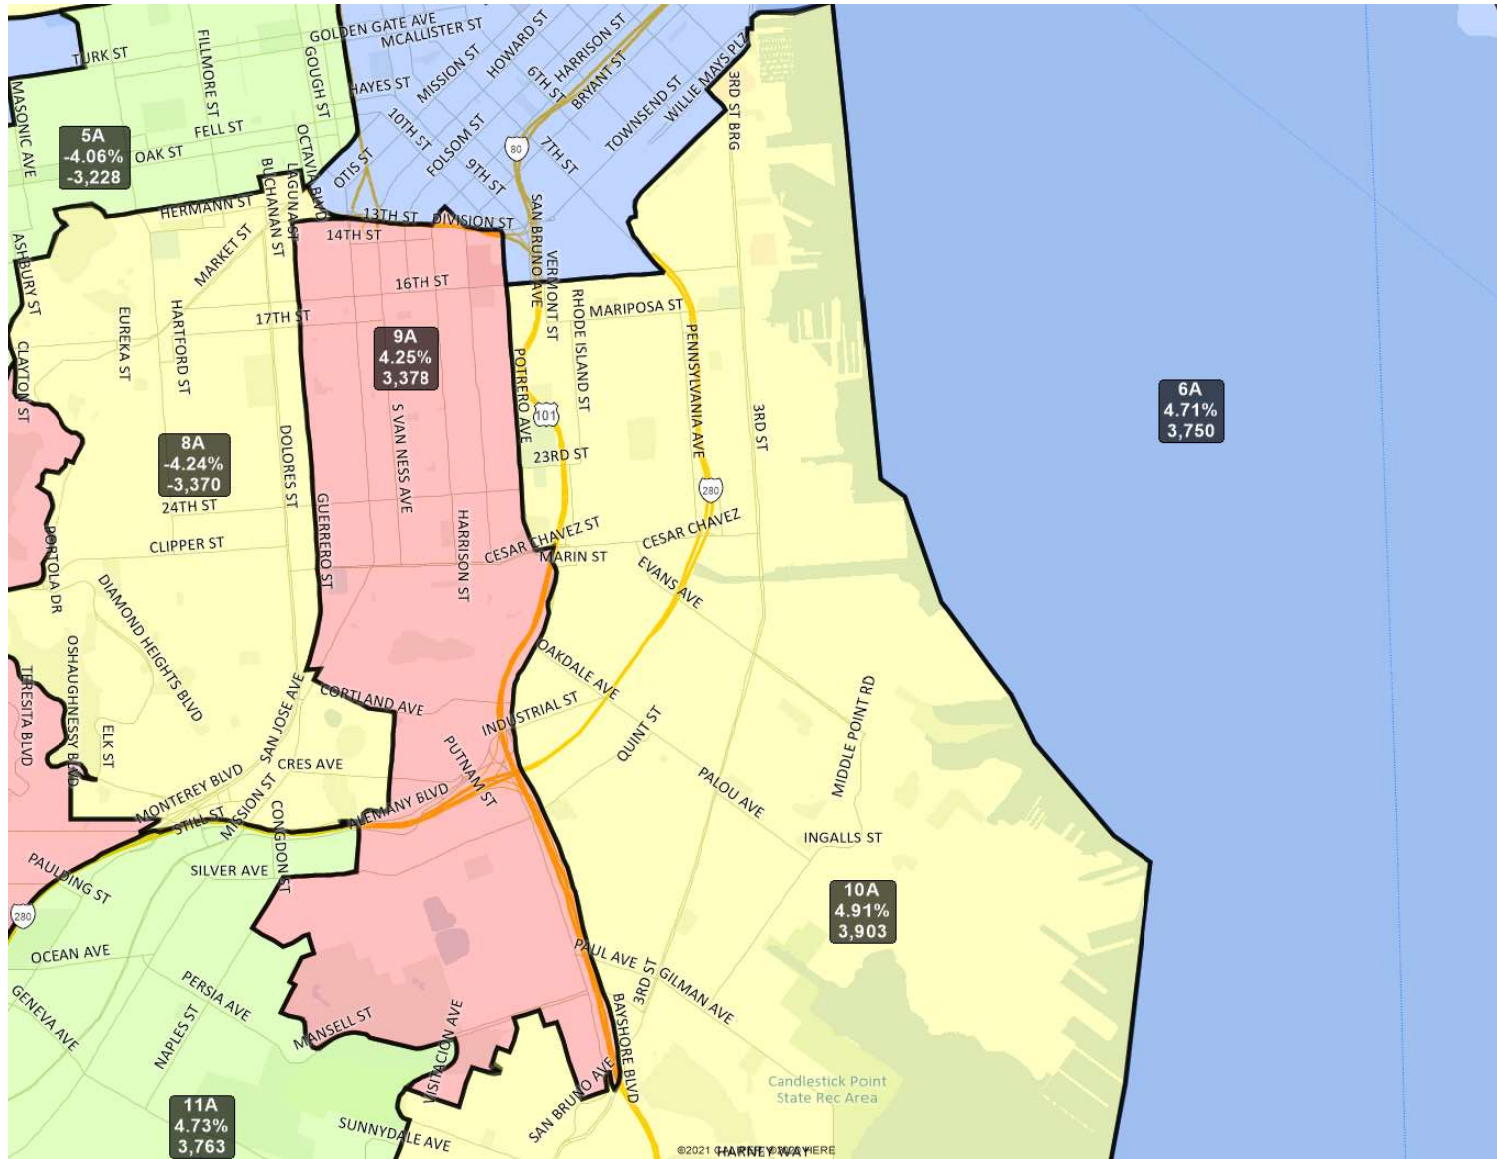 GOLDEN GATE AVE
MCALLISTER ST
HOWARD ST
HARRISON ST
TURK ST
FILLMORE ST
GOUGH ST
MISSION ST
6TH ST
BRYANT ST
WILLIE MAYS PLZ
3RD ST BRG
HAYES ST
MASONIC AVE
TOWNSEND ST
10TH ST
FELL ST
5A
-4.06%
-3,228
OAK ST
OCTAVIA BLVD
FOLSOM ST
80
7TH ST
OTIS ST
9TH ST
BUCHANAN ST
LAGUNA ST
HERMANN ST
13TH ST
DIVISION ST
SAN BRUNO AVE
14TH ST
MARKET ST
ASHBURY ST
VERMONT ST
16TH ST
RHODE ISLAND ST
MARIPOSA ST
EUREKA ST
HARTFORD ST
17TH ST
9A
4.25%
3,378
CLAYTON ST
POTRERO AVE
PENNSYLVANIA AVE
6A
4.71%
3,750
S VAN NESS AVE
101
3RD ST
8A
-4.24%
-3,370
DOLORES ST
23RD ST
280
24TH ST
GUERRERO ST
HARRISON ST
CESAR CHAVEZ ST
CESAR CHAVEZ
CLIPPER ST
MARIN ST
PORTOLA DR
EVANS AVE
DIAMOND HEIGHTS BLVD
OSHAUGHNESSY BLVD
TERESITA BLVD
OAKDALE AVE
CORTLAND AVE
SAN JOSE AVE
INDUSTRIAL ST
MIDDLE POINT RD
ELK ST
QUINT ST
PUTNAM ST
CRES AVE
MONTEREY BLVD
PALOU AVE
MISSION ST
STILL ST
CONGDON ST
ALEMANY BLVD
INGALLS ST
PAULDING ST
SILVER AVE
10A
4.91%
3,903
280
OCEAN AVE
PAUL AVE
3RD ST
GILMAN AVE
GENEVA AVE
PERSIA AVE
NAPLES ST
MANSELL ST
VISITACION AVE
BAYSHORE BLVD
SAN BRUNO AVE
Candlestick Point
State Rec Area
11A
4.73%
3,763
SUNNYDALE AVE
HARNEY WAY
©2021 HERE